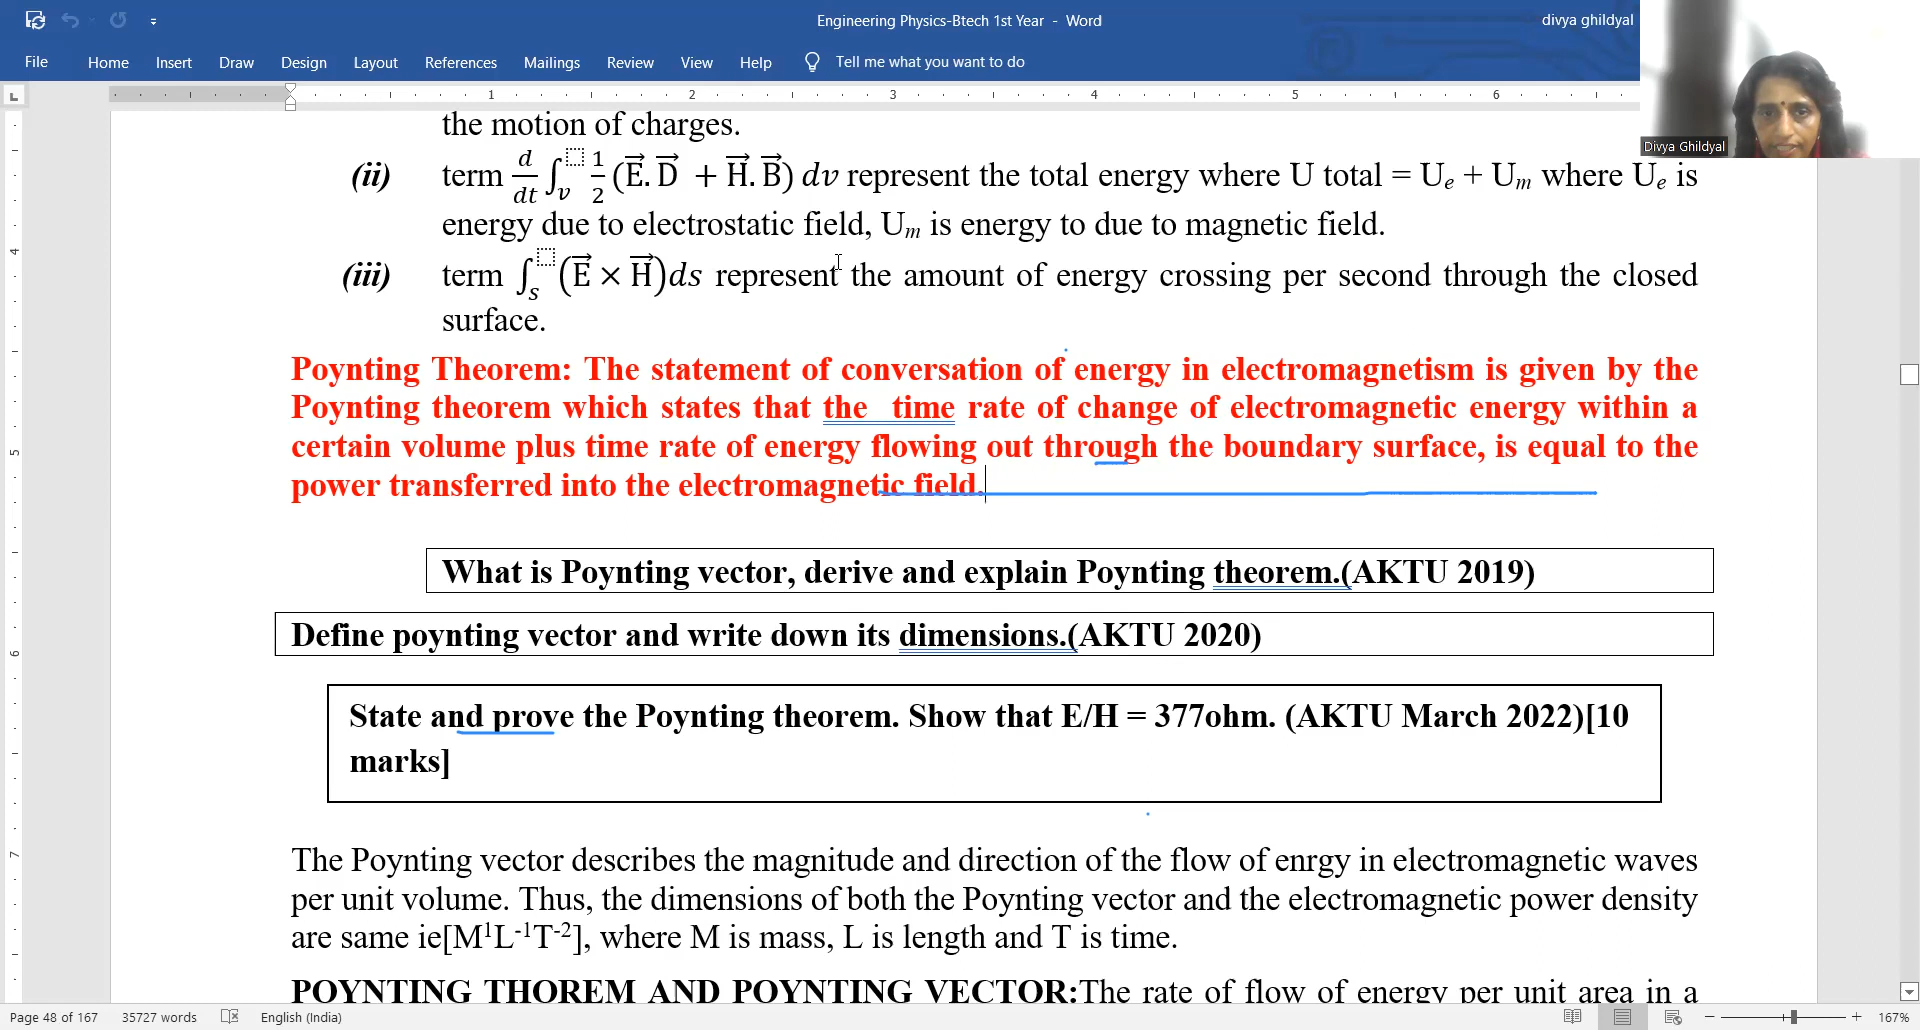 Engineering Physics-Btech 1st Year - Word
divya ghildyal
File Home Insert Draw Design Layout References Mailings Review View Help Tell me what you want to do
1 2 3 4 5 6
Divya Ghildyal
the motion of charges.
(ii) term d/dt ∫v 1/2 (E⃗.D⃗ + H⃗.B⃗) dv represent the total energy where U total = Ue + Um where Ue is
energy due to electrostatic field, Um is energy to due to magnetic field.
(iii) term ∫s (E⃗ × H⃗)ds represent the amount of energy crossing per second through the closed
surface.
Poynting Theorem: The statement of conversation of energy in electromagnetism is given by the
Poynting theorem which states that the time rate of change of electromagnetic energy within a
certain volume plus time rate of energy flowing out through the boundary surface, is equal to the
power transferred into the electromagnetic field.
What is Poynting vector, derive and explain Poynting theorem.(AKTU 2019)
Define poynting vector and write down its dimensions.(AKTU 2020)
State and prove the Poynting theorem. Show that E/H = 377ohm. (AKTU March 2022)[10
marks]
The Poynting vector describes the magnitude and direction of the flow of enrgy in electromagnetic waves
per unit volume. Thus, the dimensions of both the Poynting vector and the electromagnetic power density
are same ie[M¹L⁻¹T⁻²], where M is mass, L is length and T is time.
POYNTING THOREM AND POYNTING VECTOR:The rate of flow of energy per unit area in a
4
5
6
7
Page 48 of 167 35727 words English (India) 167%